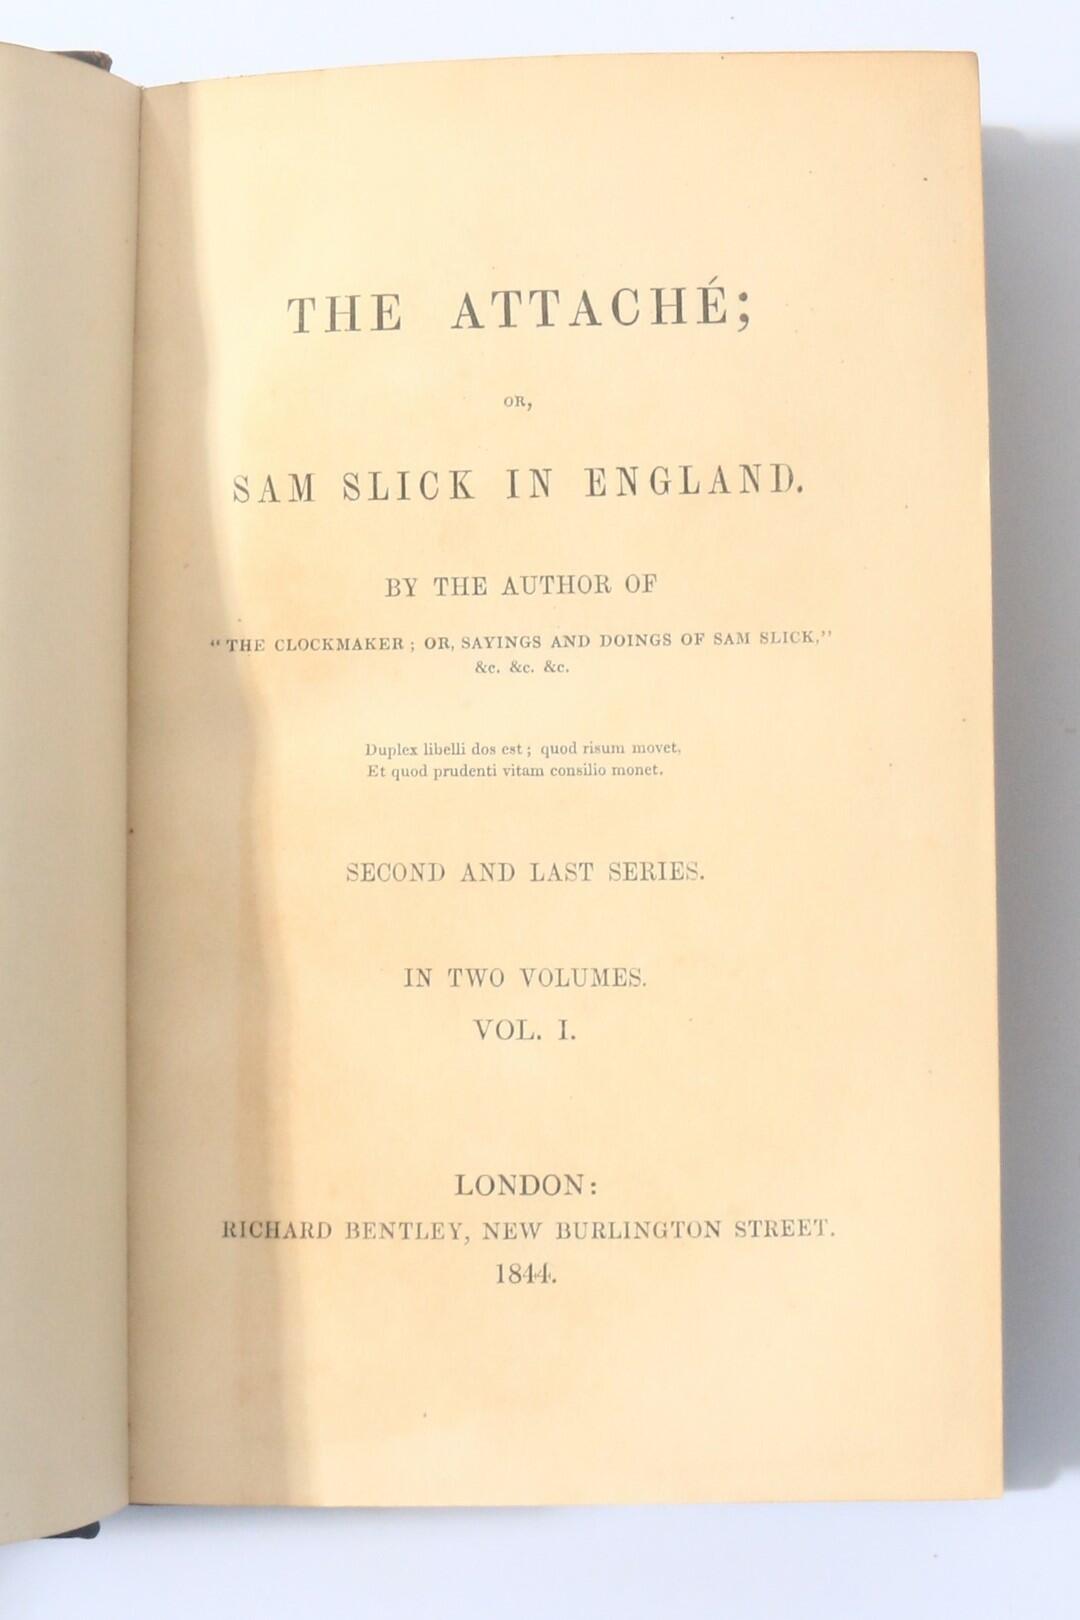 THE ATTACHÉ;
OR,
SAM SLICK IN ENGLAND.
BY THE AUTHOR OF
“THE CLOCKMAKER; OR, SAYINGS AND DOINGS OF SAM SLICK,”
&c. &c. &c.
Duplex libelli dos est; quod risum movet,
Et quod prudenti vitam consilio monet.
SECOND AND LAST SERIES.
IN TWO VOLUMES.
VOL. I.
LONDON:
RICHARD BENTLEY, NEW BURLINGTON STREET.
1844.